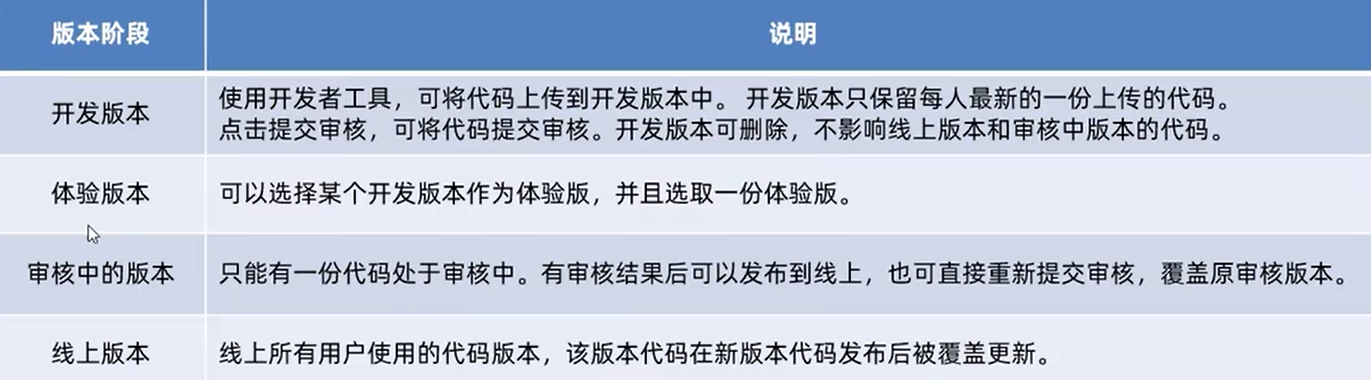 版本阶段 说明
开发版本
使用开发者工具，可将代码上传到开发版本中。 开发版本只保留每人最新的一份上传的代码。
点击提交审核，可将代码提交审核。开发版本可删除，不影响线上版本和审核中版本的代码。
体验版本 可以选择某个开发版本作为体验版，并且选取一份体验版。
审核中的版本 只能有一份代码处于审核中。有审核结果后可以发布到线上，也可直接重新提交审核，覆盖原审核版本。
线上版本 线上所有用户使用的代码版本，该版本代码在新版本代码发布后被覆盖更新。